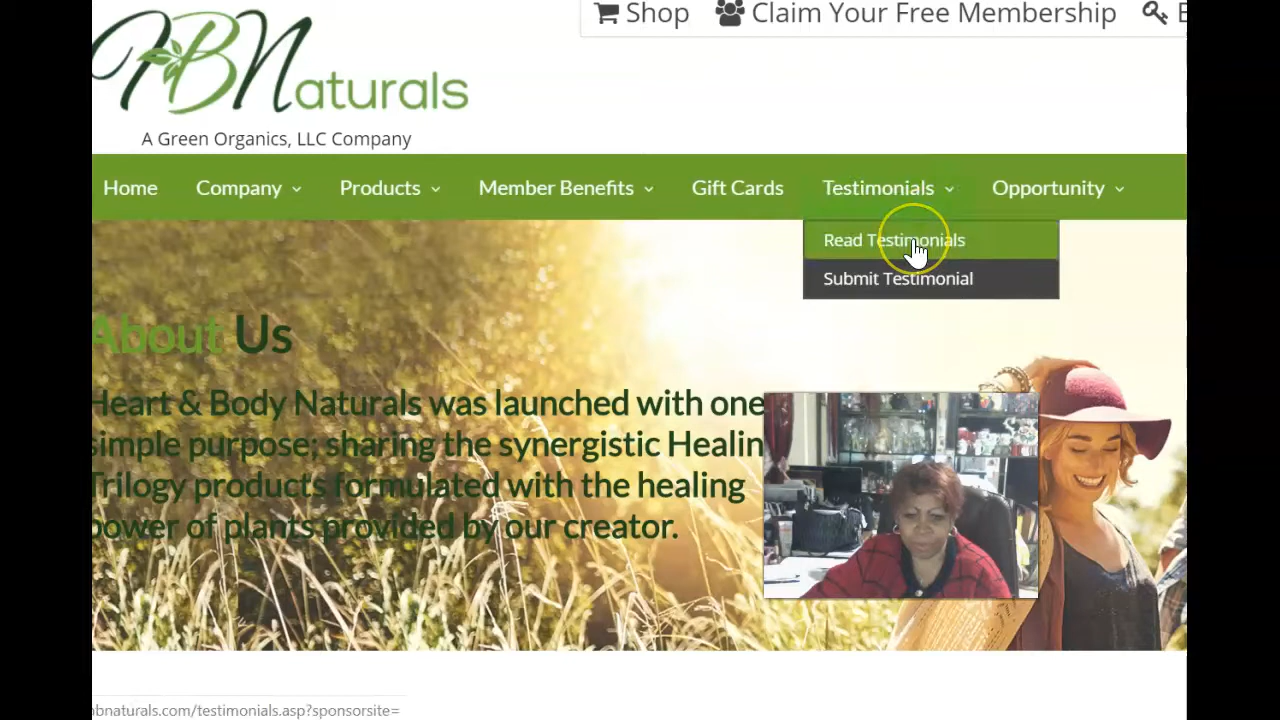 Shop Claim Your Free Membership
HBNaturals
A Green Organics, LLC Company
Home Company Products Member Benefits Gift Cards Testimonials Opportunity
Read Testimonials
Submit Testimonial
About Us
Heart & Body Naturals was launched with one
simple purpose: sharing the synergistic Healin
Trilogy products formulated with the healing
power of plants provided by our creator.
hbnaturals.com/testimonials.asp?sponsorsite=